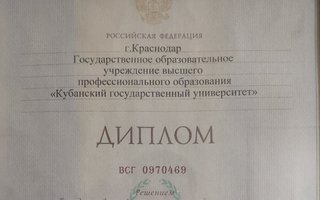 РОССИЙСКАЯ ФЕДЕРАЦИЯ
г.Краснодар
Государственное образовательное
учреждение высшего
профессионального образования
«Кубанский государственный университет»
ДИПЛОМ
ВСГ 0970469
Решением